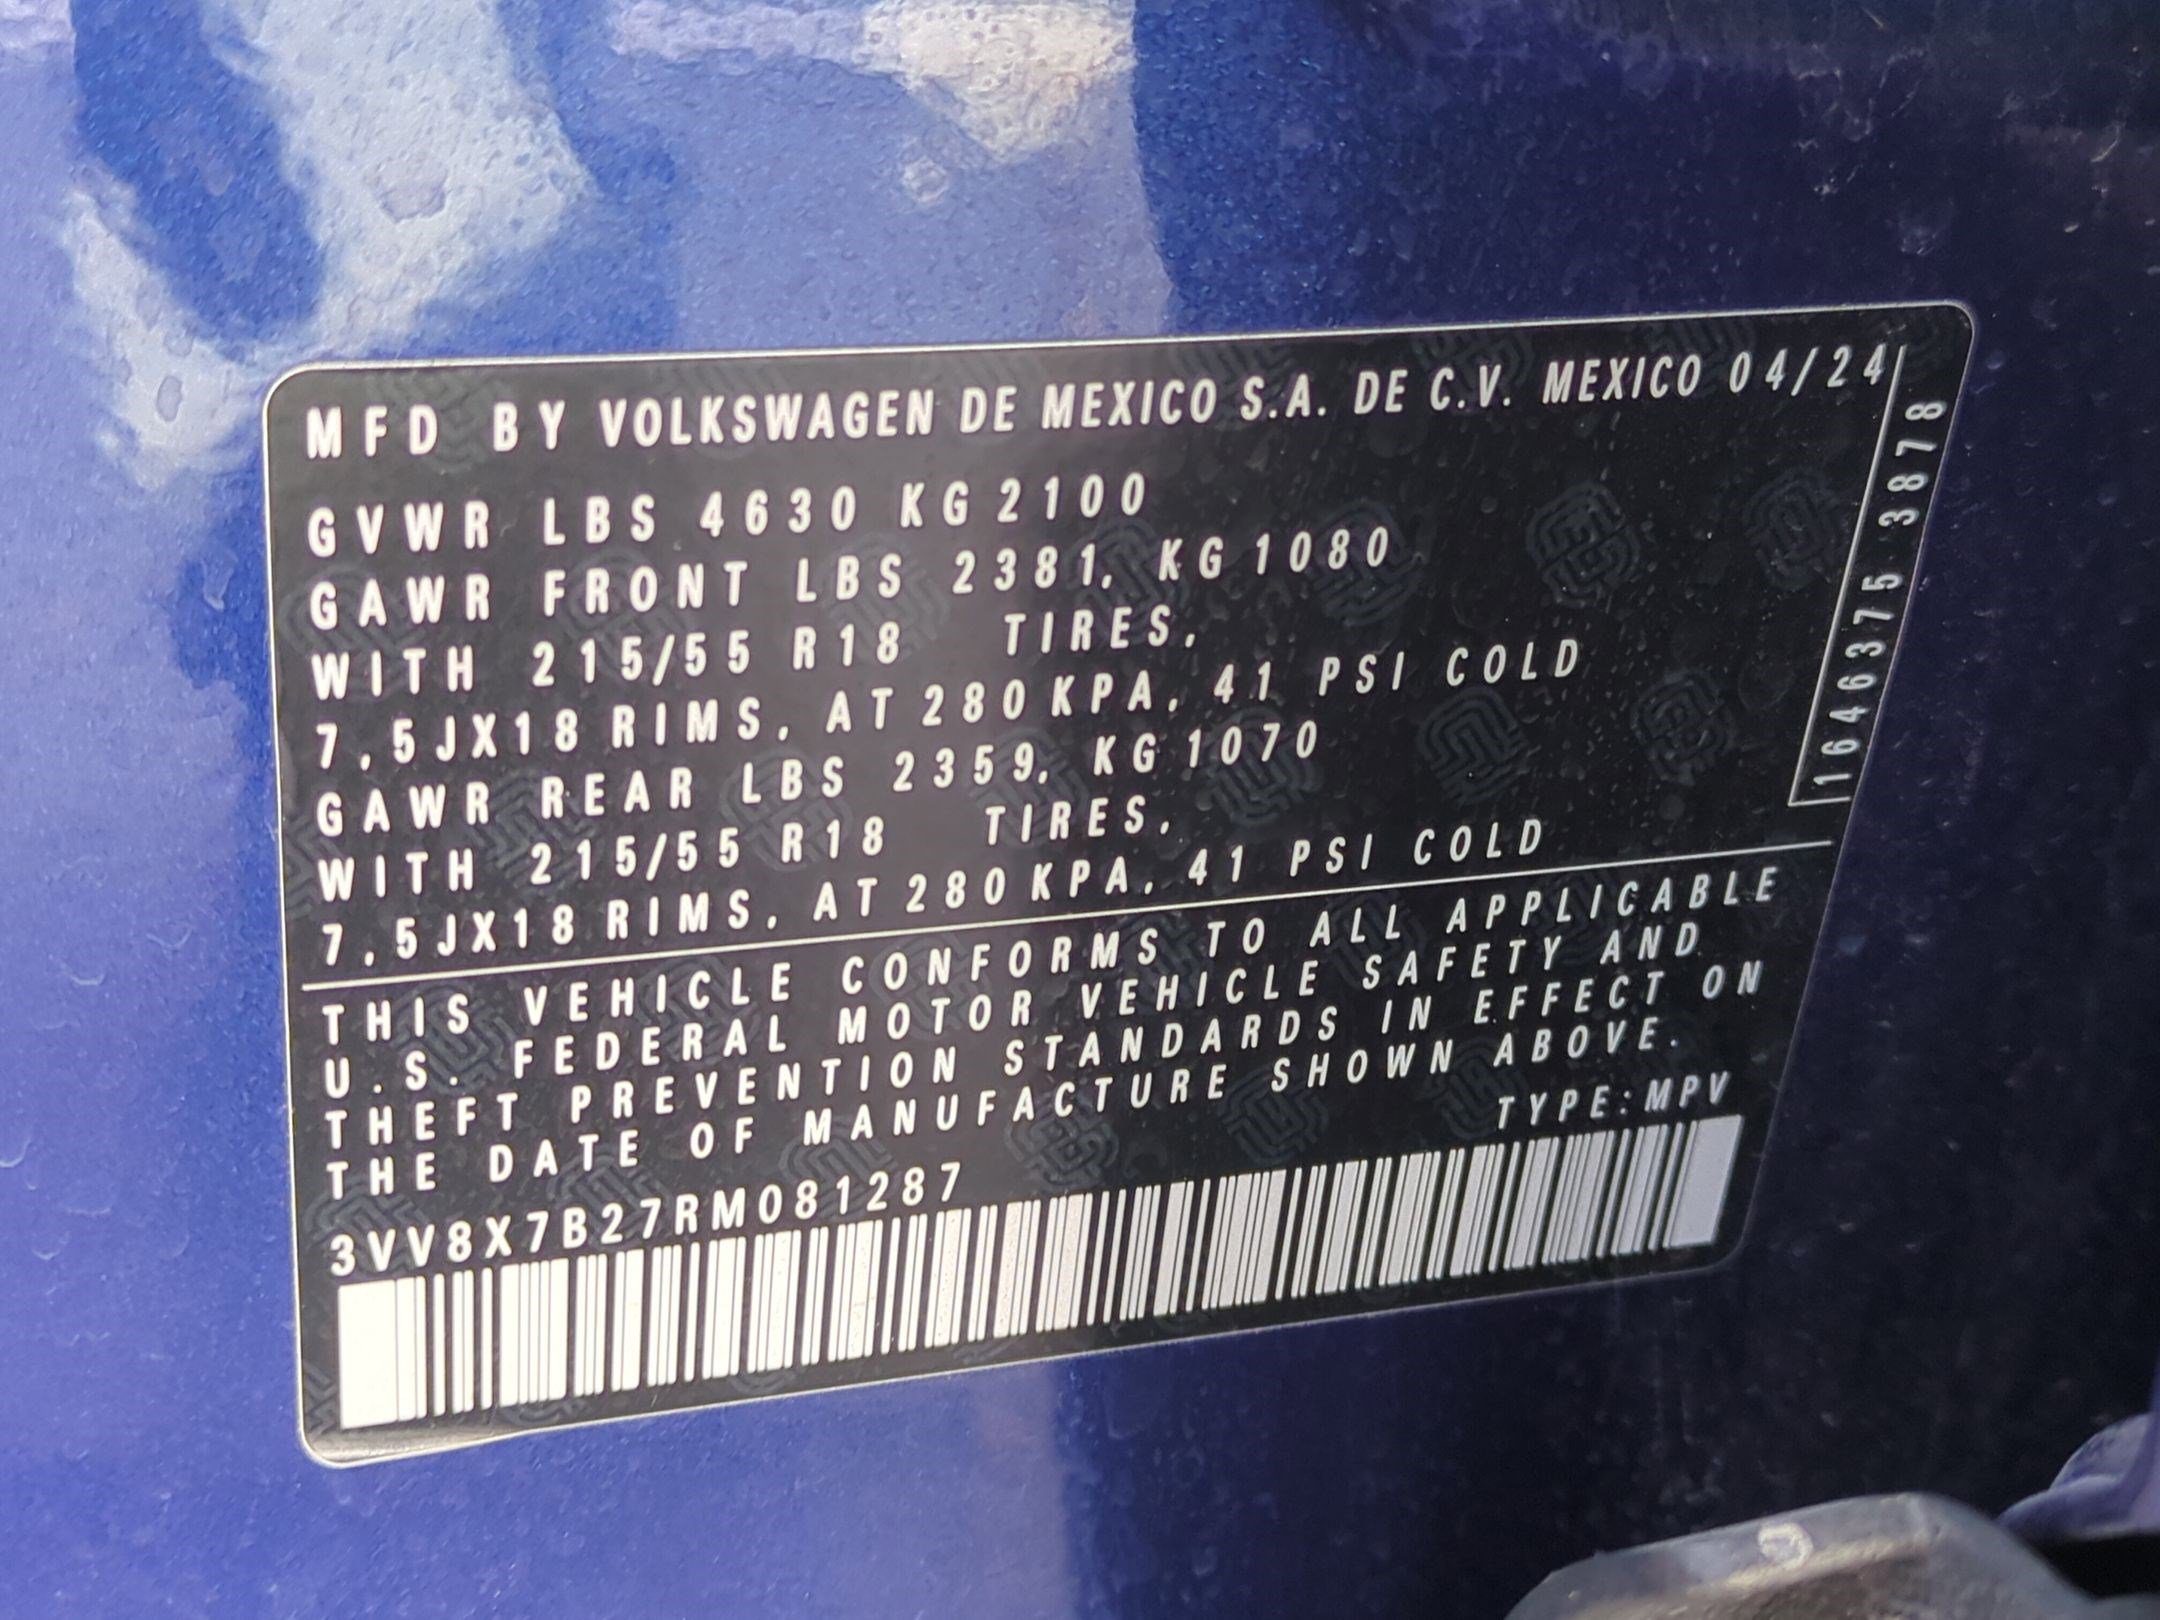 MFD BY VOLKSWAGEN DE MEXICO S.A. DE C.V. MEXICO 04/24
GVWR LBS 4630 KG 2100
GAWR FRONT LBS 2381, KG 1080
WITH 215/55 R18 TIRES,
7,5JX18 RIMS, AT 280 KPA, 41 PSI COLD
GAWR REAR LBS 2359, KG 1070
WITH 215/55 R18 TIRES,
7,5JX18 RIMS, AT 280 KPA, 41 PSI COLD
1646375 3878
THIS VEHICLE CONFORMS TO ALL APPLICABLE
U.S. FEDERAL MOTOR VEHICLE SAFETY AND
THEFT PREVENTION STANDARDS IN EFFECT ON
THE DATE OF MANUFACTURE SHOWN ABOVE.
TYPE:MPV
3VV8X7B27RM081287